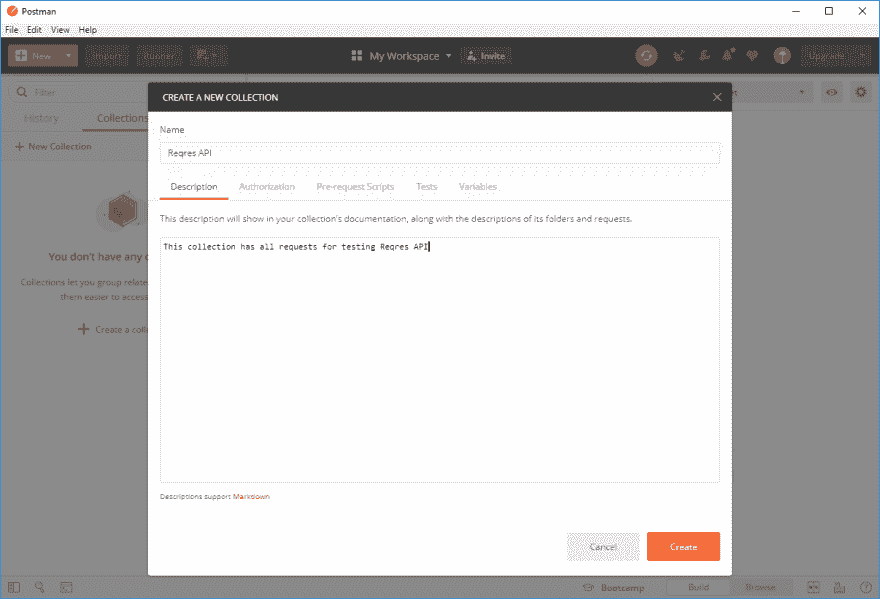 Postman
File Edit View Help
New Import Runner My Workspace Invite Upgrade
Filter
History Collections
+ New Collection
CREATE A NEW COLLECTION
Name
Reqres API
Description Authorization Pre-request Scripts Tests Variables
This description will show in your collection's documentation, along with the descriptions of its folders and requests.
This collection has all requests for testing Reqres API
You don't have any c
Collections let you group relate
them easier to access
+ Create a coll
Descriptions support Markdown
Cancel Create
Bootcamp Build Browse